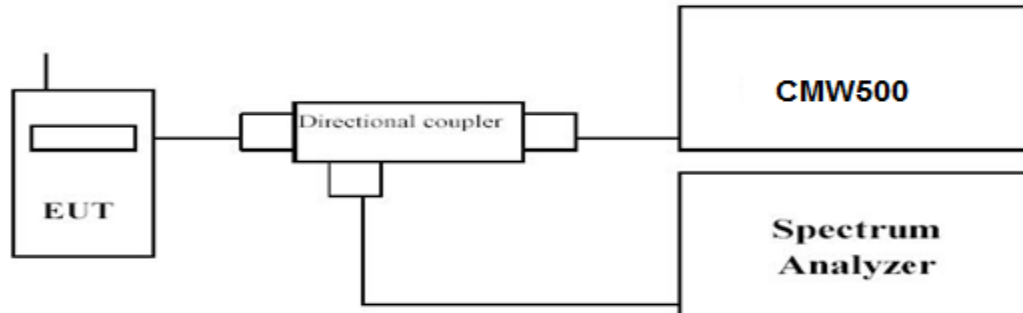 EUT
Directional coupler
CMW500
Spectrum
Analyzer